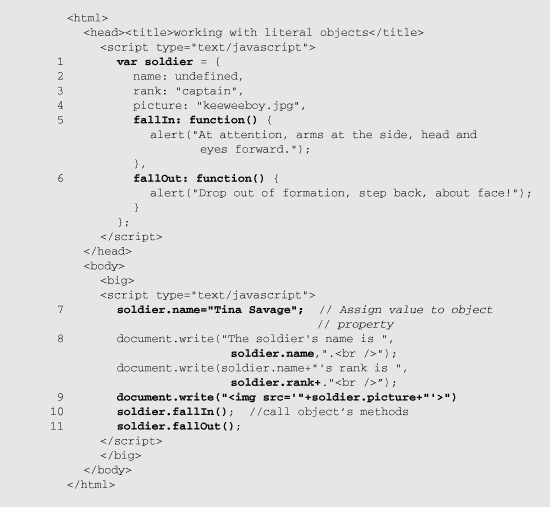 <html>
<head><title>working with literal objects</title>
<script type="text/javascript">
1 var soldier = {
2 name: undefined,
3 rank: "captain",
4 picture: "keeweeboy.jpg",
5 fallIn: function() {
alert("At attention, arms at the side, head and
eyes forward.");
},
6 fallOut: function() {
alert("Drop out of formation, step back, about face!");
}
};
</script>
</head>
<body>
<big>
<script type="text/javascript">
7 soldier.name="Tina Savage"; // Assign value to object
// property
8 document.write("The soldier's name is ",
soldier.name,".<br />");
document.write(soldier.name+"'s rank is ",
soldier.rank+."<br />");
9 document.write("<img src='"+soldier.picture+"'>")
10 soldier.fallIn(); //call object's methods
11 soldier.fallOut();
</script>
</big>
</body>
</html>